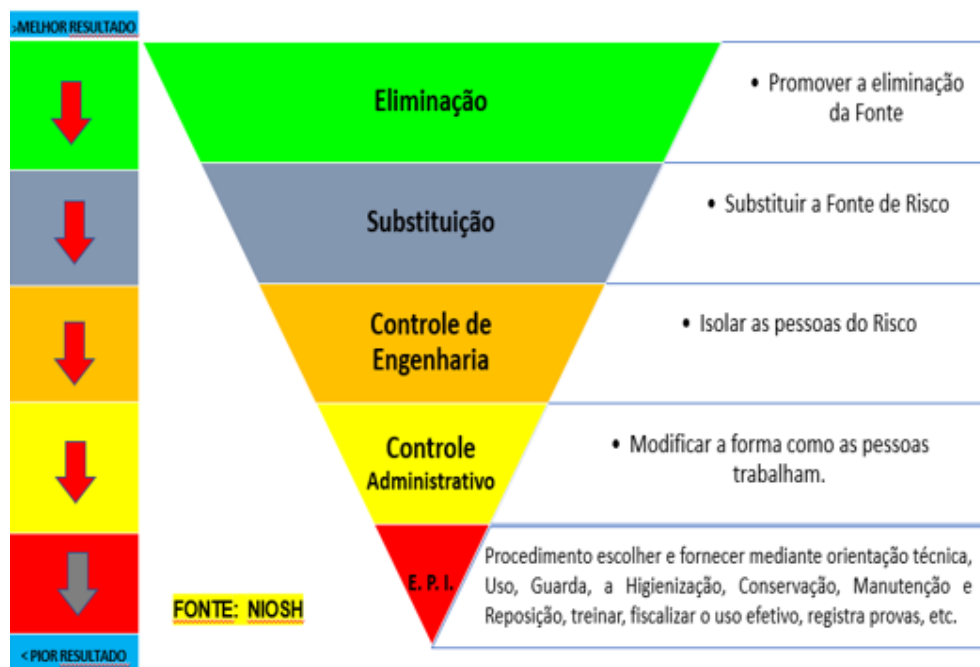 >MELHOR RESULTADO
Eliminação
• Promover a eliminação
da Fonte
Substituição
• Substituir a Fonte de Risco
Controle de
Engenharia
• Isolar as pessoas do Risco
Controle
Administrativo
• Modificar a forma como as pessoas
trabalham.
E. P. I.
Procedimento escolher e fornecer mediante orientação técnica,
Uso, Guarda, a Higienização, Conservação, Manutenção e
Reposição, treinar, fiscalizar o uso efetivo, registra provas, etc.
FONTE: NIOSH
< PIOR RESULTADO